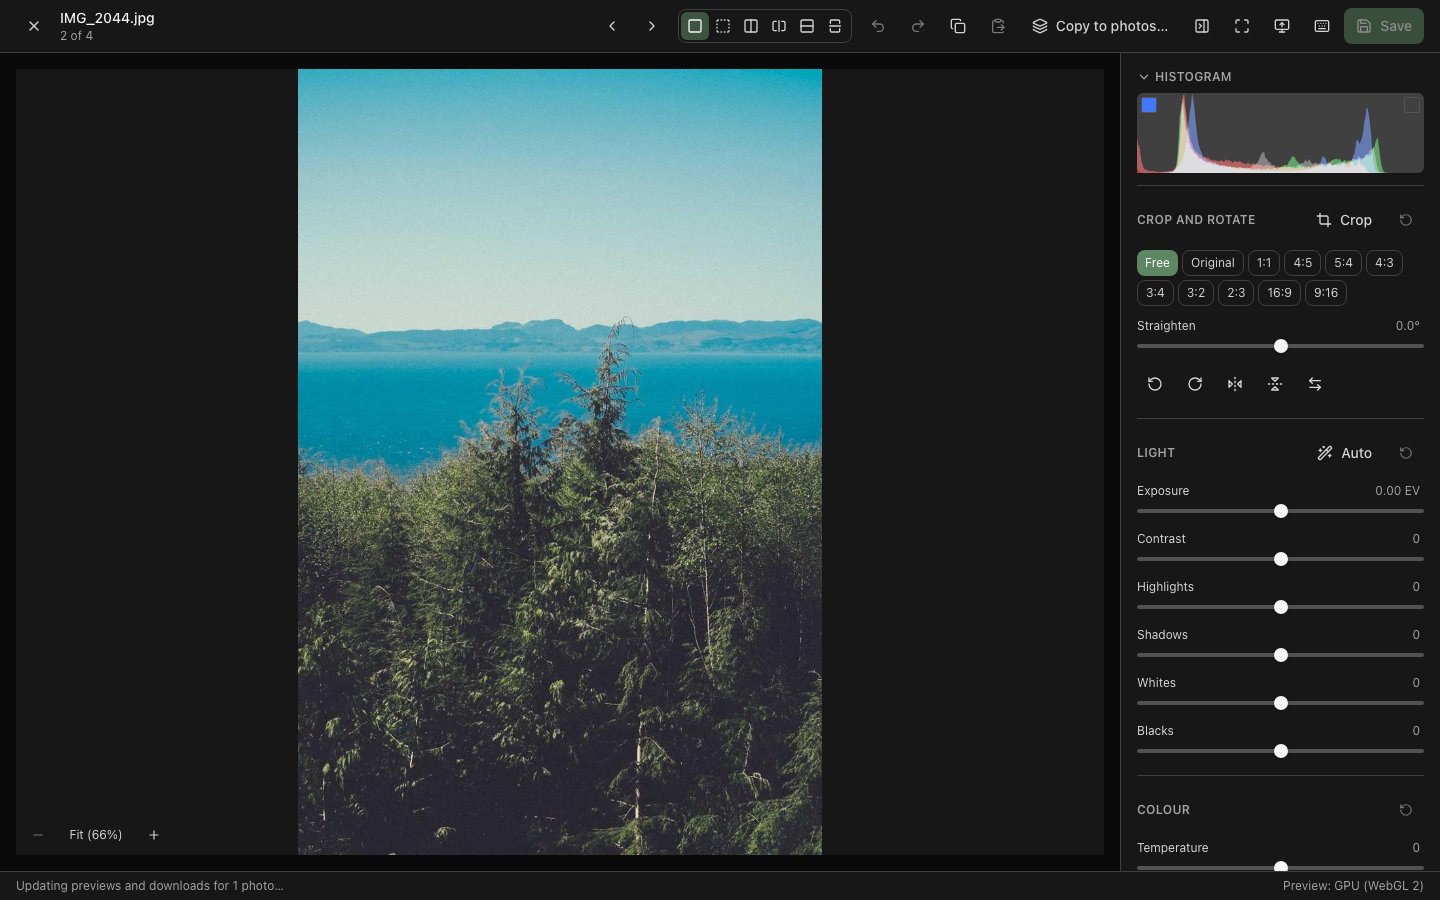 IMG_2044.jpg
2 of 4
Copy to photos...
Save
HISTOGRAM
CROP AND ROTATE
Crop
Free
Original
1:1
4:5
5:4
4:3
3:4
3:2
2:3
16:9
9:16
Straighten
0.0°
LIGHT
Auto
Exposure
0.00 EV
Contrast
0
Highlights
0
Shadows
0
Whites
0
Blacks
0
COLOUR
Temperature
0
Fit (66%)
Updating previews and downloads for 1 photo...
Preview: GPU (WebGL 2)